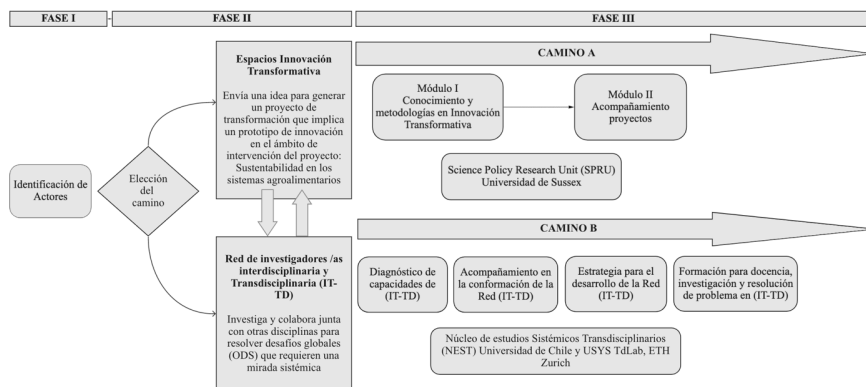 FASE I
FASE II
FASE III
Identificación de
Actores
Elección
del
camino
Espacios Innovación
Transformativa
Envía una idea para generar
un proyecto de
transformación que implica
un prototipo de innovación
en el ámbito de
intervención del proyecto:
Sustentabilidad en los
sistemas agroalimentarios
Red de investigadores /as
interdisciplinaria y
Transdisciplinaria (IT-
TD)
Investiga y colabora junta
con otras disciplinas para
resolver desafíos globales
(ODS) que requieren una
mirada sistémica
CAMINO A
Módulo I
Conocimiento y
metodologías en Innovación
Transformativa
Módulo II
Acompañamiento
proyectos
Science Policy Research Unit (SPRU)
Universidad de Sussex
CAMINO B
Diagnóstico de
capacidades de
(IT-TD)
Acompañamiento en
la conformación de la
Red (IT-TD)
Estrategia para el
desarrollo de la Red
(IT-TD)
Formación para docencia,
investigación y resolución
de problema en (IT-TD)
Núcleo de estudios Sistémicos Transdisciplinarios
(NEST) Universidad de Chile y USYS TdLab, ETH
Zurich